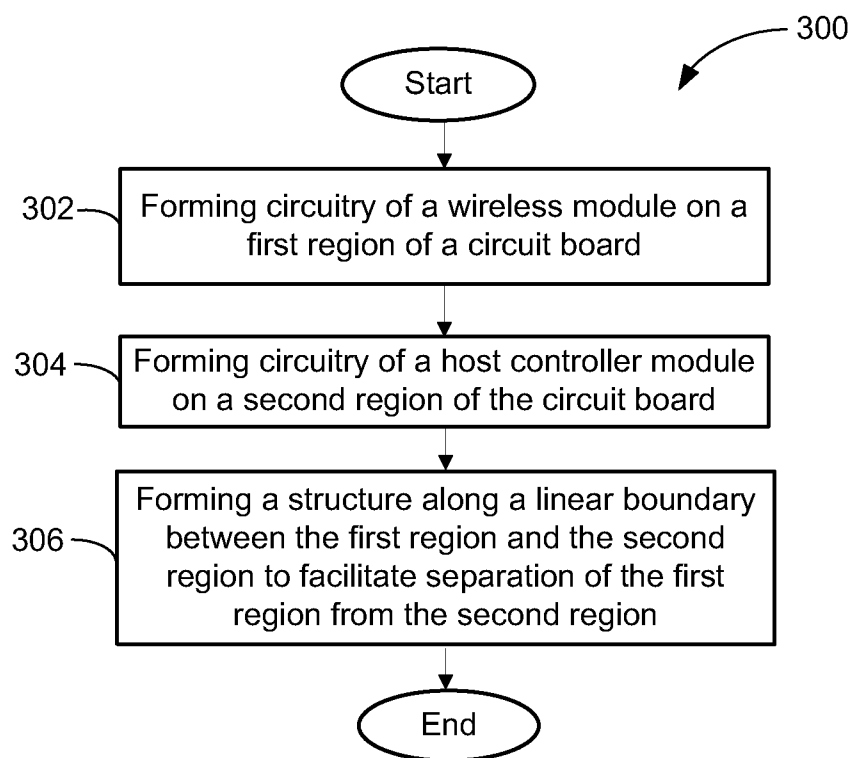 300
Start
302
Forming circuitry of a wireless module on a
first region of a circuit board
304
Forming circuitry of a host controller module
on a second region of the circuit board
306
Forming a structure along a linear boundary
between the first region and the second
region to facilitate separation of the first
region from the second region
End